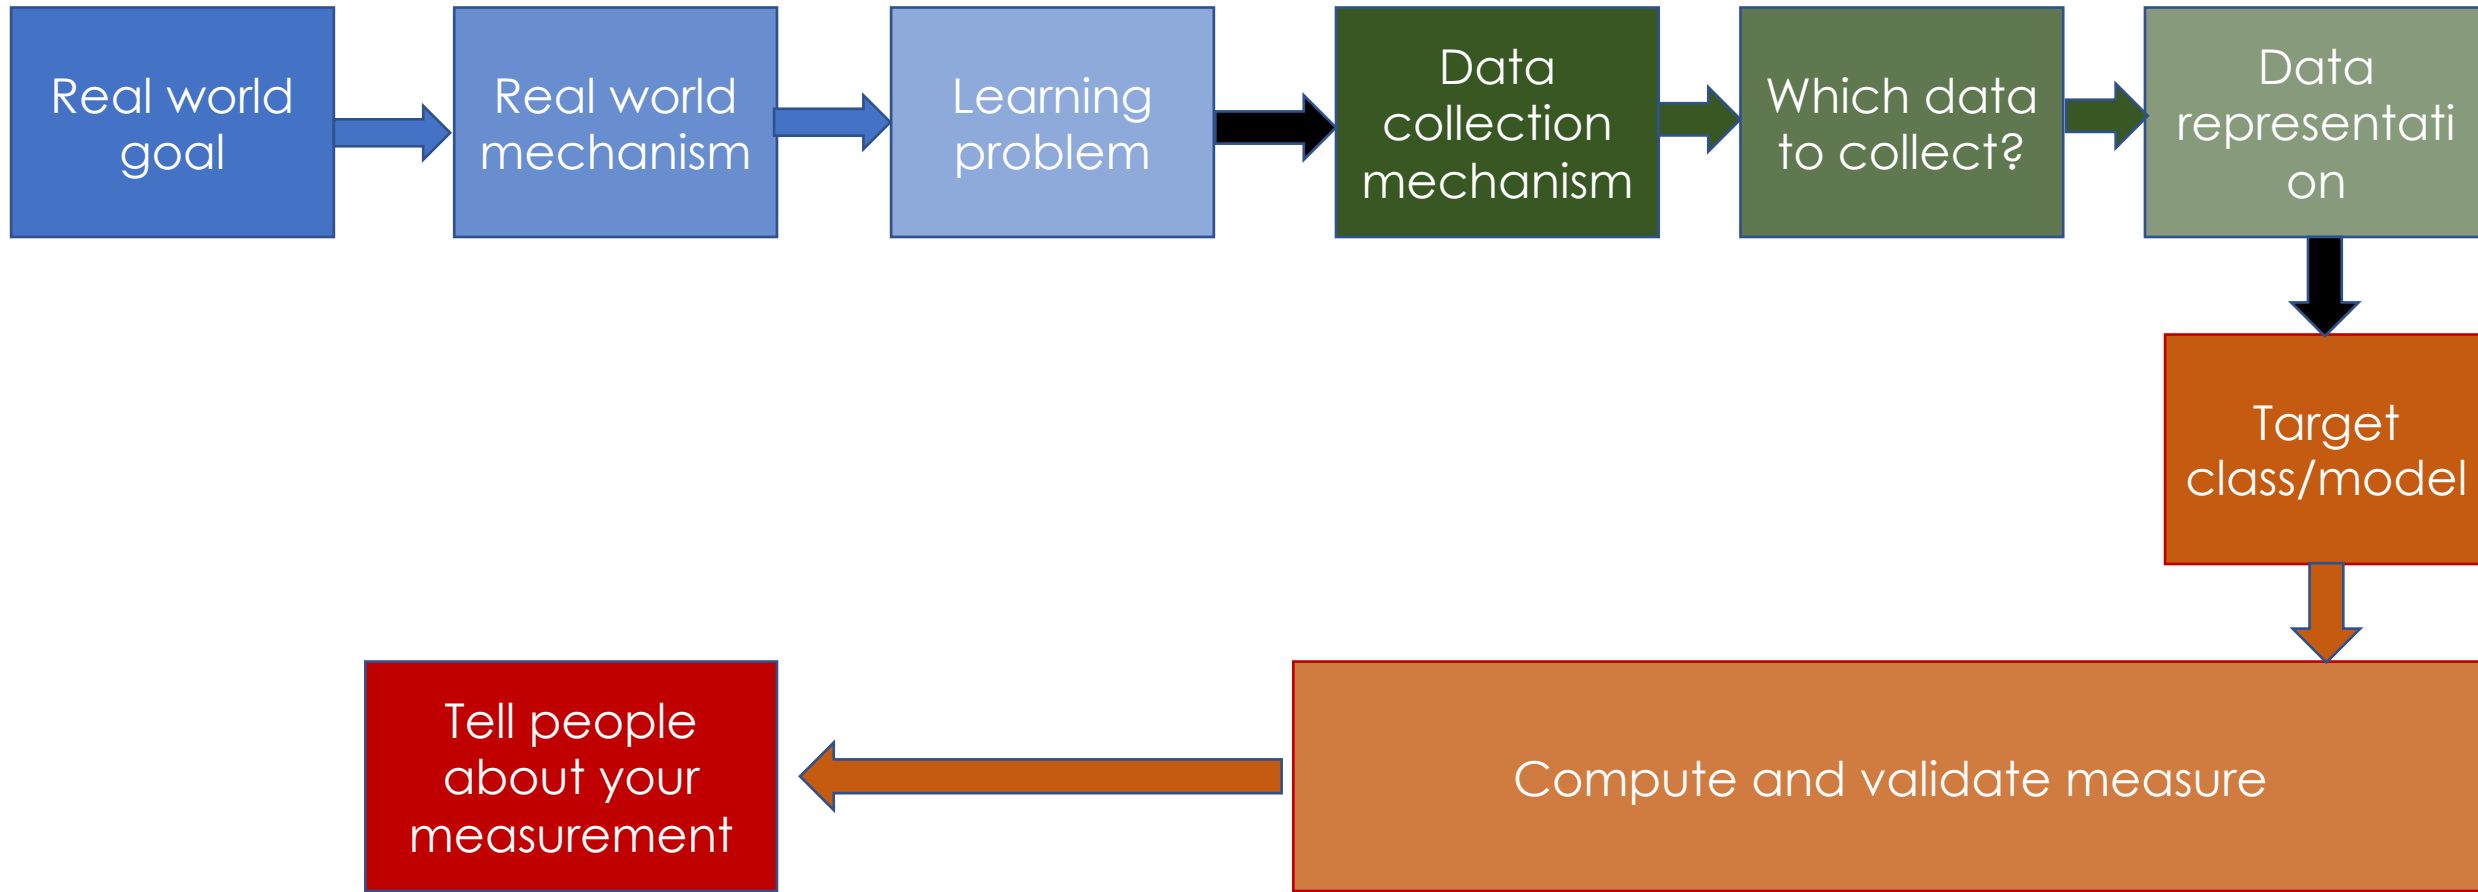 Real world
goal
Real world
mechanism
Learning
problem
Data
collection
mechanism
Which data
to collect?
Data
representati
on
Target
class/model
Compute and validate measure
Tell people
about your
measurement